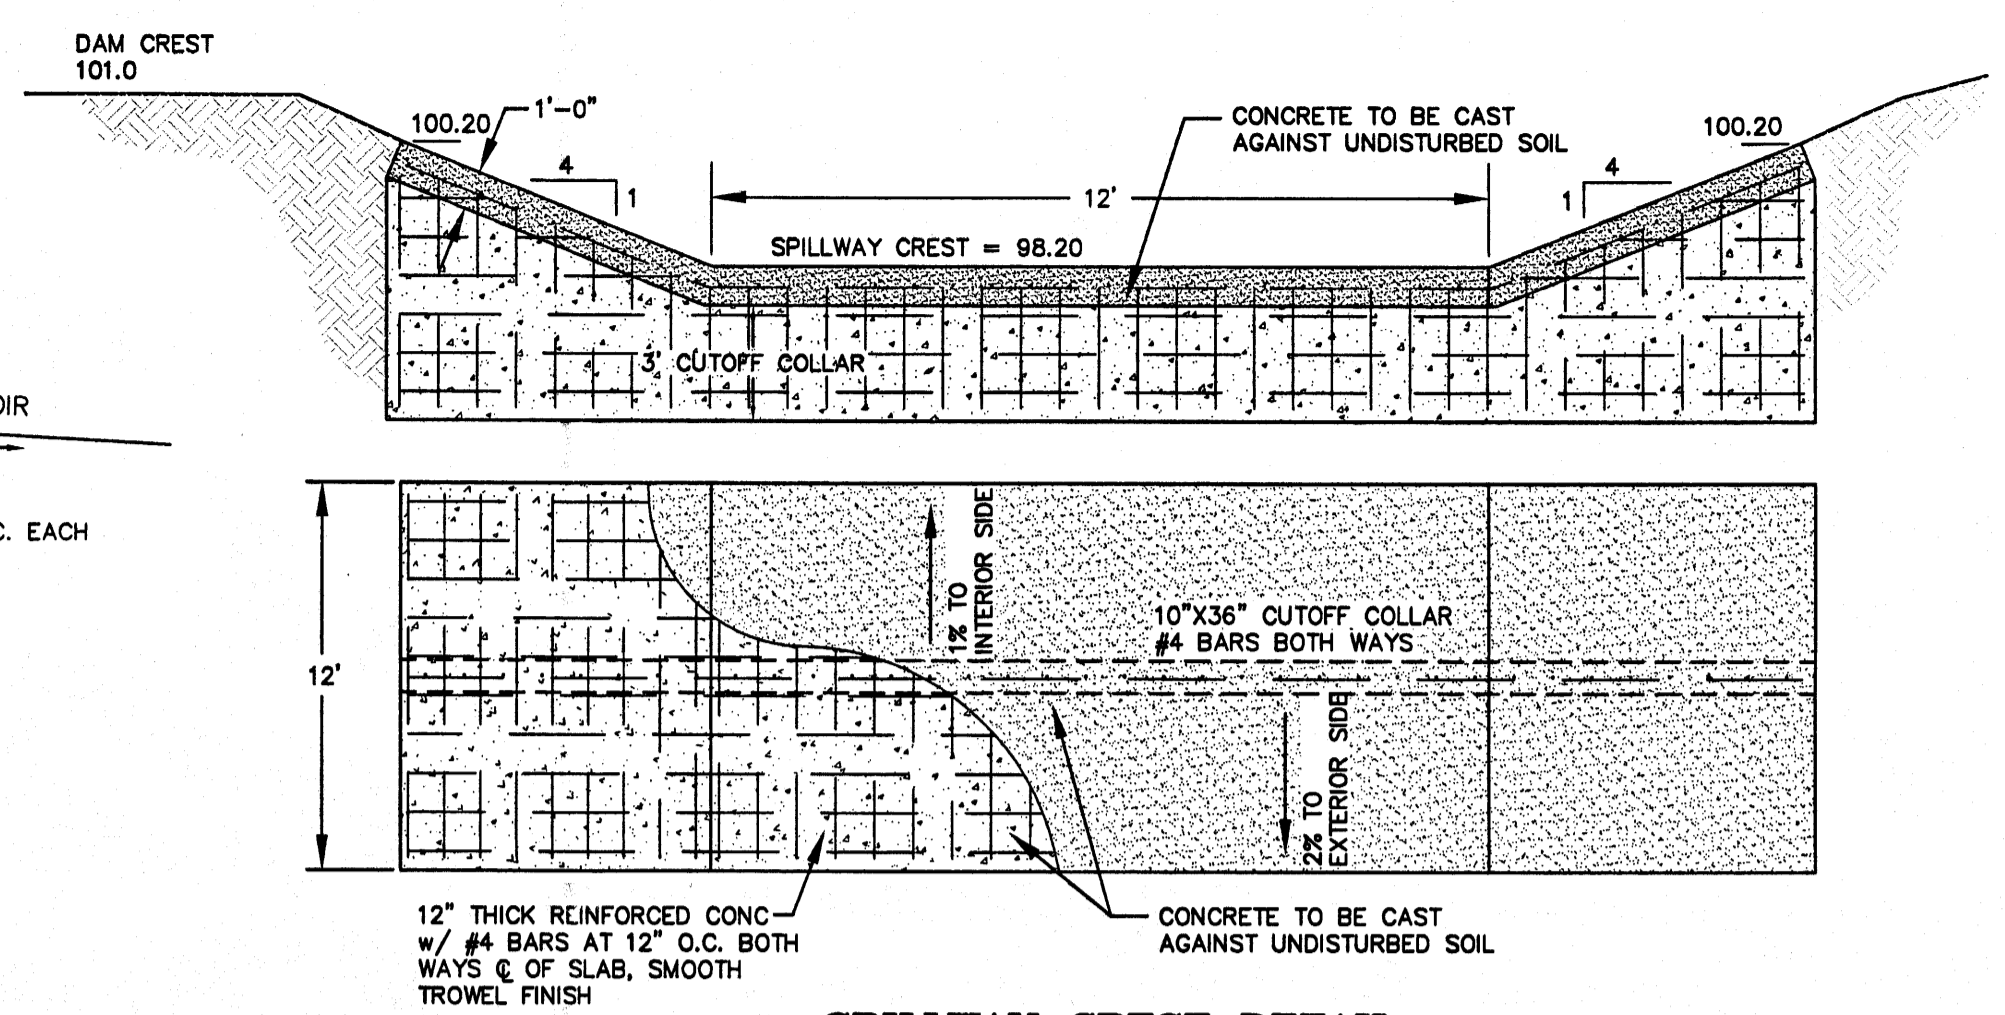 DAM CREST
101.0
100.20
1'-0"
4
1
CONCRETE TO BE CAST
AGAINST UNDISTURBED SOIL
100.20
4
1
12'
SPILLWAY CREST = 98.20
3' CUTOFF COLLAR
EACH
12'
1% TO
INTERIOR SIDE
10"X36" CUTOFF COLLAR
#4 BARS BOTH WAYS
2% TO
EXTERIOR SIDE
12" THICK REINFORCED CONC
w/ #4 BARS AT 12" O.C. BOTH
WAYS ℄ OF SLAB, SMOOTH
TROWEL FINISH
CONCRETE TO BE CAST
AGAINST UNDISTURBED SOIL